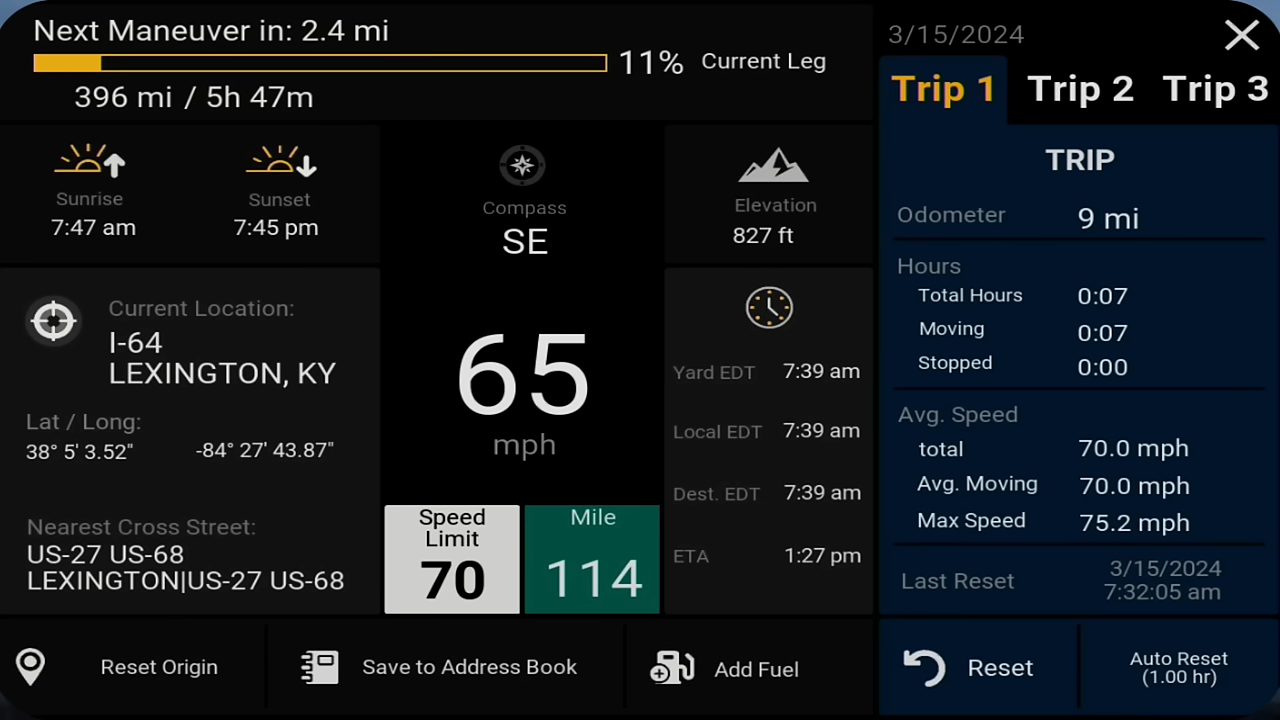 Next Maneuver in: 2.4 mi
11% Current Leg
396 mi / 5h 47m
Sunrise
7:47 am
Sunset
7:45 pm
Compass
SE
Elevation
827 ft
Current Location:
I-64
LEXINGTON, KY
Lat / Long:
38° 5' 3.52" -84° 27' 43.87"
Nearest Cross Street:
US-27 US-68
LEXINGTON|US-27 US-68
65
mph
Speed
Limit
70
Mile
114
Yard EDT 7:39 am
Local EDT 7:39 am
Dest. EDT 7:39 am
ETA 1:27 pm
Reset Origin
Save to Address Book
Add Fuel
3/15/2024
Trip 1 Trip 2 Trip 3
TRIP
Odometer 9 mi
Hours
Total Hours 0:07
Moving 0:07
Stopped 0:00
Avg. Speed
total 70.0 mph
Avg. Moving 70.0 mph
Max Speed 75.2 mph
Last Reset 3/15/2024
7:32:05 am
Reset
Auto Reset
(1.00 hr)